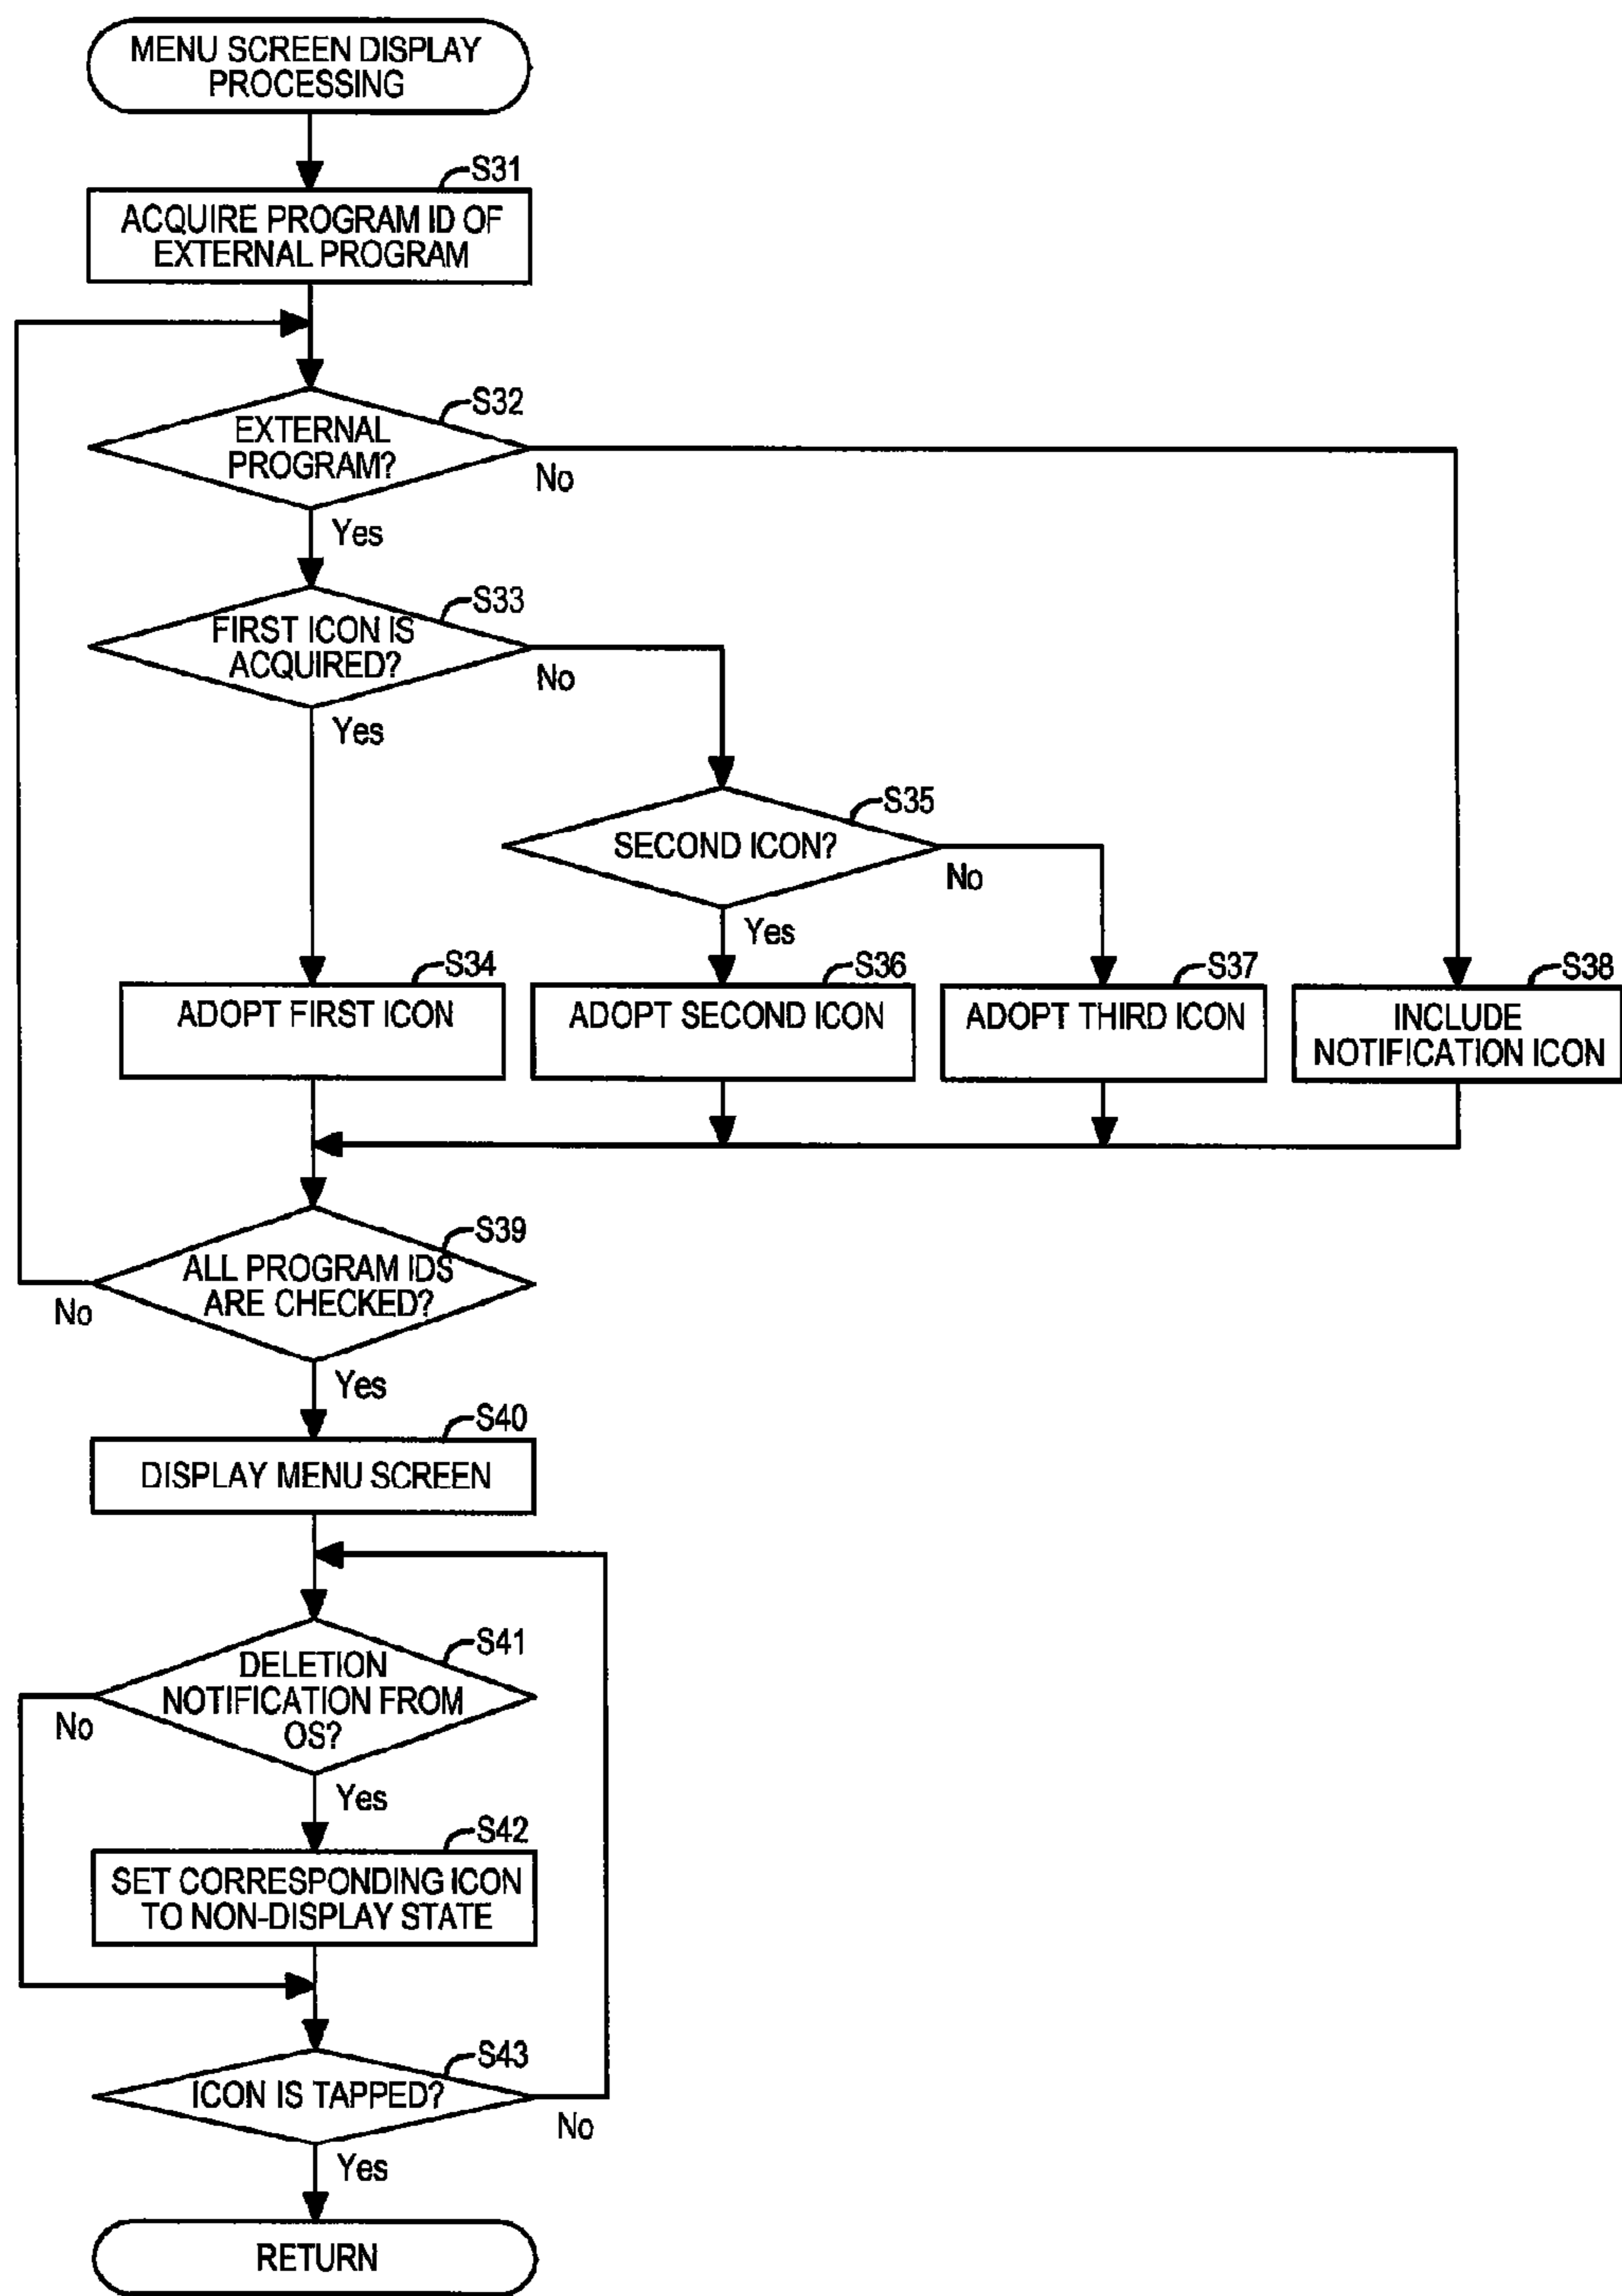 MENU SCREEN DISPLAY
PROCESSING
S31
ACQUIRE PROGRAM ID OF
EXTERNAL PROGRAM
S32
EXTERNAL
PROGRAM?
No
Yes
S33
FIRST ICON IS
ACQUIRED?
No
Yes
S35
SECOND ICON?
No
Yes
S34
ADOPT FIRST ICON
S36
ADOPT SECOND ICON
S37
ADOPT THIRD ICON
S38
INCLUDE
NOTIFICATION ICON
S39
ALL PROGRAM IDS
ARE CHECKED?
No
Yes
S40
DISPLAY MENU SCREEN
S41
DELETION
NOTIFICATION FROM
OS?
No
Yes
S42
SET CORRESPONDING ICON
TO NON-DISPLAY STATE
S43
ICON IS TAPPED?
No
Yes
RETURN